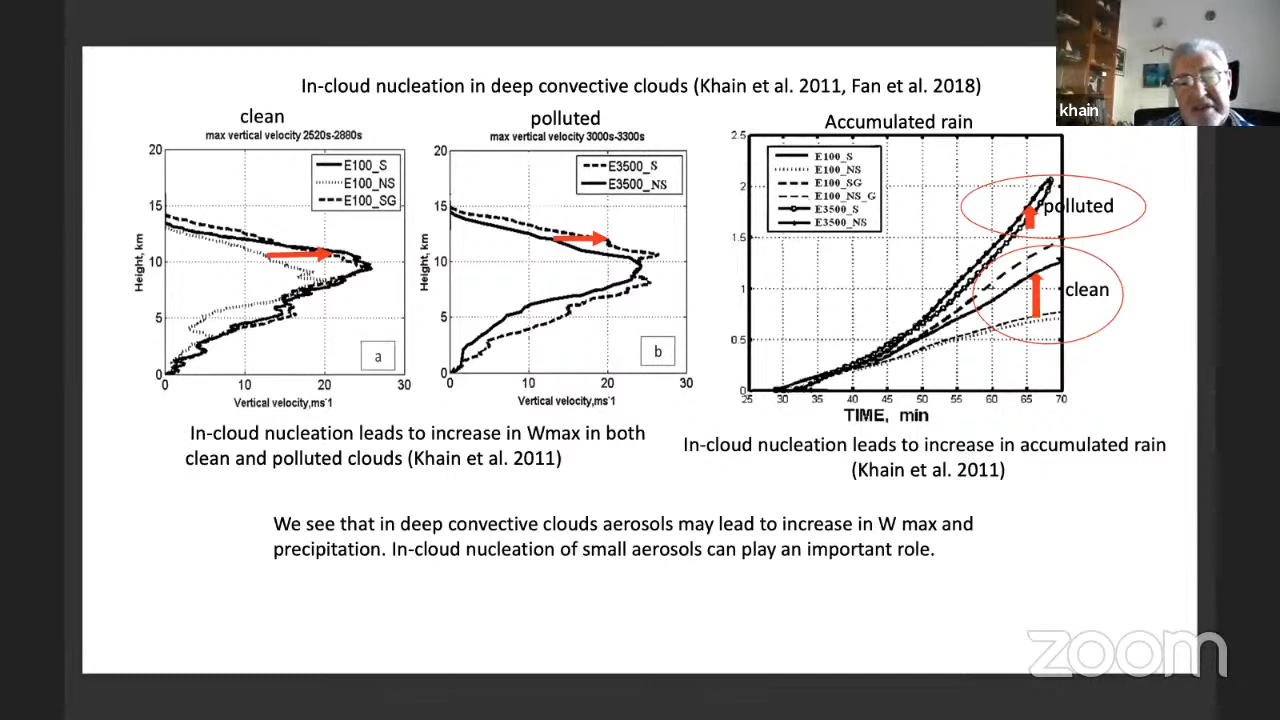 In-cloud nucleation in deep convective clouds (Khain et al. 2011, Fan et al. 2018)
khain
clean
max vertical velocity 2520s-2880s
20
15
10
5
0
Height, km
E100_S
E100_NS
E100_SG
a
0 10 20 30
Vertical velocity,ms-1
polluted
max vertical velocity 3000s-3300s
20
15
10
5
0
Height, km
E3500_S
E3500_NS
b
0 10 20 30
Vertical velocity,ms-1
Accumulated rain
2.5
2
1.5
1
0.5
0
E100_S
E100_NS
E100_SG
E100_NS_G
E3500_S
E3500_NS
polluted
clean
25 30 35 40 45 50 55 60 65 70
TIME, min
In-cloud nucleation leads to increase in Wmax in both
clean and polluted clouds (Khain et al. 2011)
In-cloud nucleation leads to increase in accumulated rain
(Khain et al. 2011)
We see that in deep convective clouds aerosols may lead to increase in W max and
precipitation. In-cloud nucleation of small aerosols can play an important role.
zoom